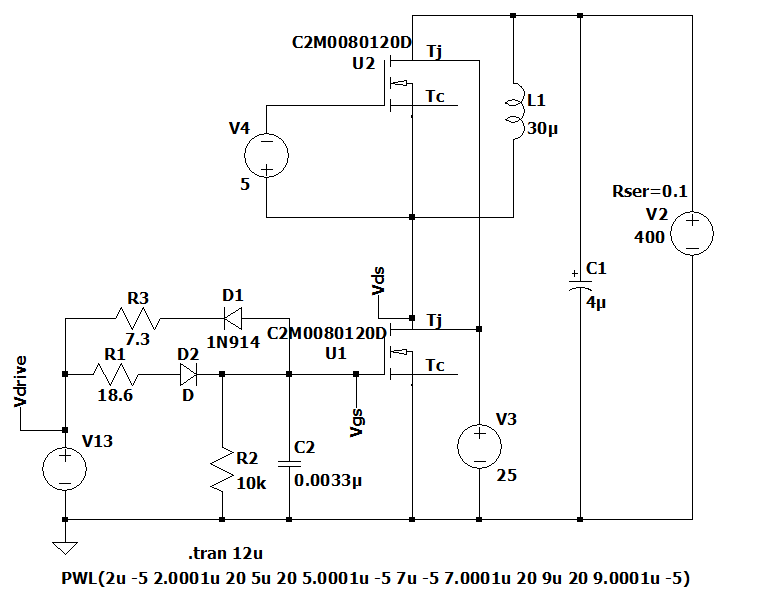 C2M0080120D
U2
Tj
Tc
V4
5
L1
30µ
Rser=0.1
V2
400
C1
4µ
Vds
R3
7.3
D1
1N914
C2M0080120D
U1
Tj
Tc
R1
18.6
D2
D
Vdrive
Vgs
V13
R2
10k
C2
0.0033µ
V3
25
.tran 12u
PWL(2u -5 2.0001u 20 5u 20 5.0001u -5 7u -5 7.0001u 20 9u 20 9.0001u -5)